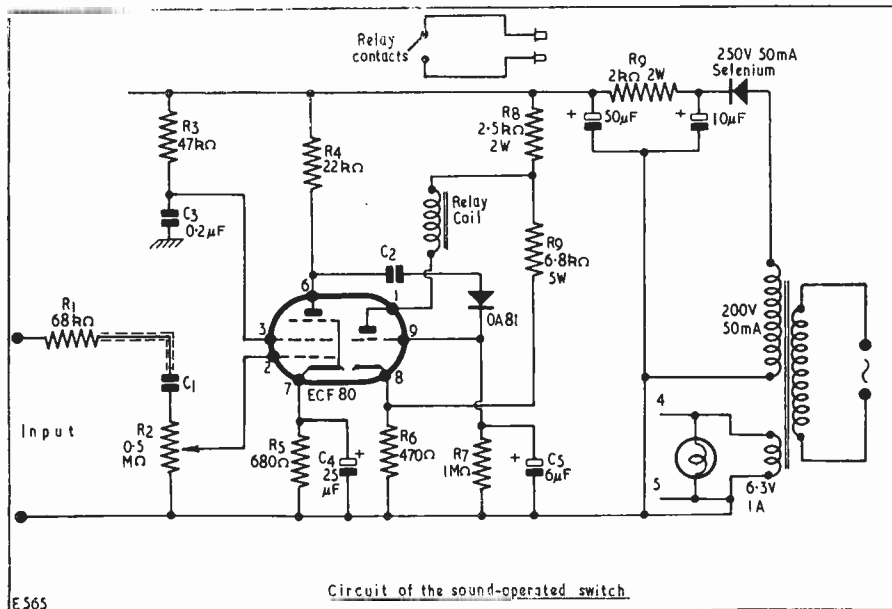 Relay
contacts
R9
2kΩ 2W
250V 50mA
Selenium
+
50µF
+
10µF
R3
47kΩ
R4
22kΩ
R8
2.5kΩ
2W
Relay
Coil
C3
0.2µF
C2
R9
6.8kΩ
5W
6
1
OA81
200V
50mA
R1
68kΩ
3
9
2
C1
7
ECF 80
8
4
Input
R2
0.5
MΩ
R5
680Ω
C4
25
µF
+
R6
470Ω
R7
1MΩ
+
C5
6µF
5
6.3V
1A
~
Circuit of the sound-operated switch
E565